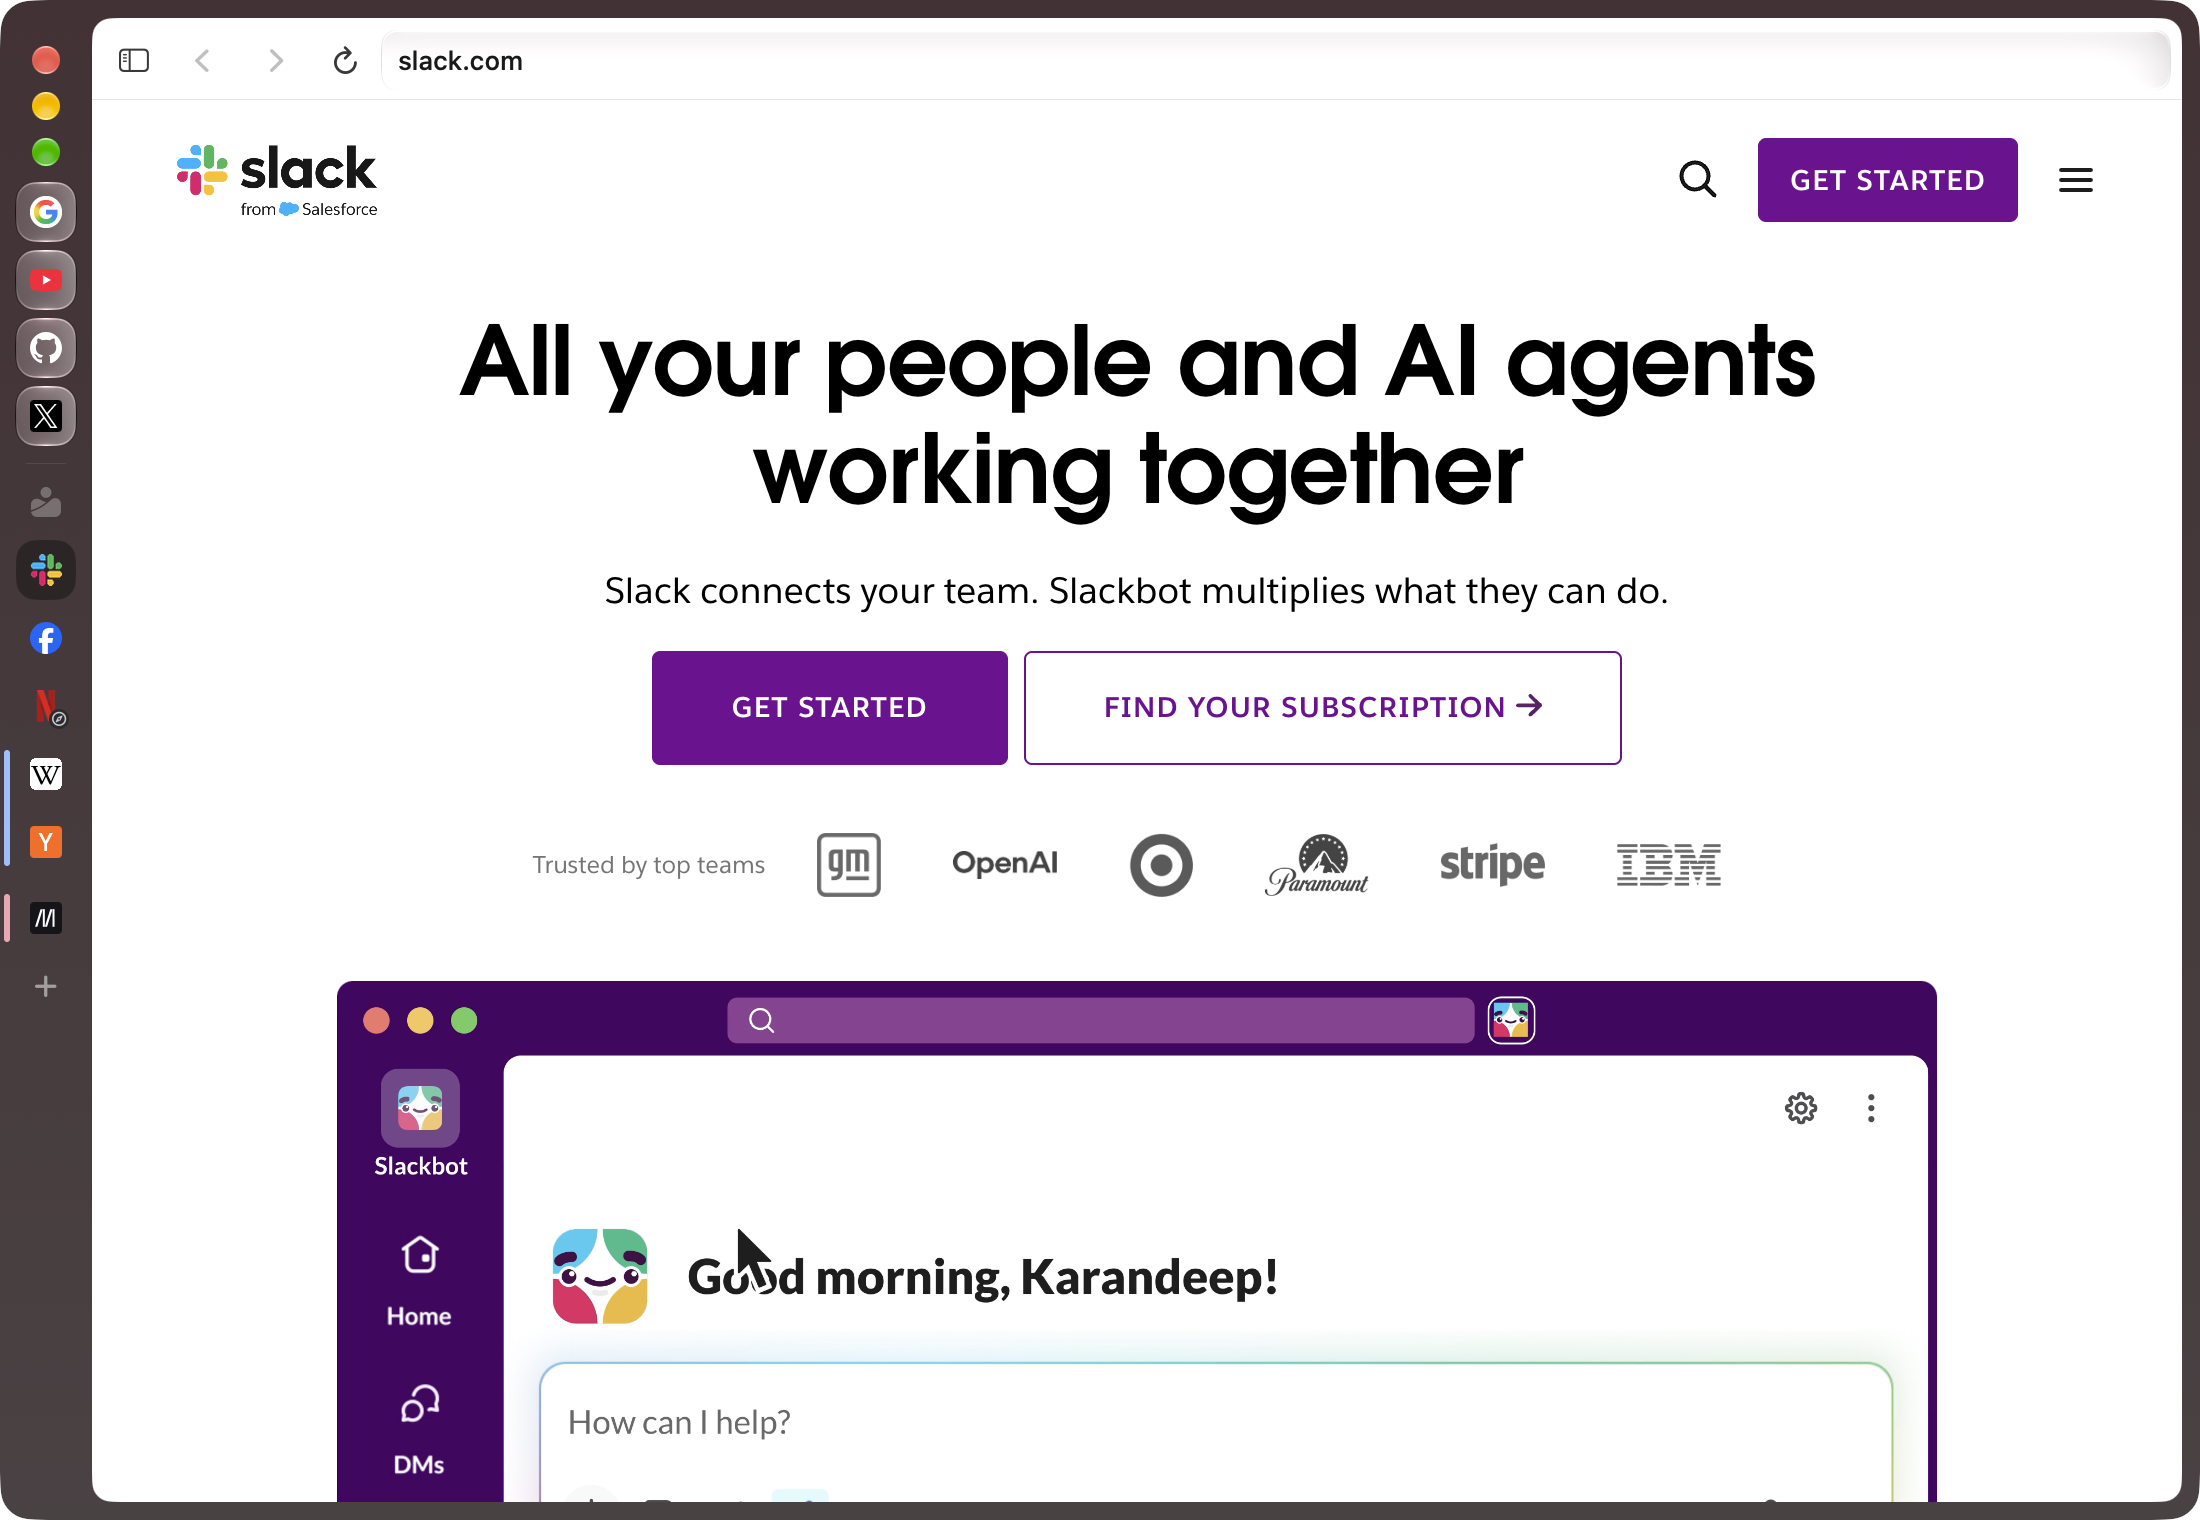 slack.com
slack
from Salesforce
GET STARTED
All your people and AI agents
working together
Slack connects your team. Slackbot multiplies what they can do.
GET STARTED
FIND YOUR SUBSCRIPTION →
Trusted by top teams
gm
OpenAI
Paramount
stripe
IBM
Slackbot
Good morning, Karandeep!
Home
How can I help?
DMs